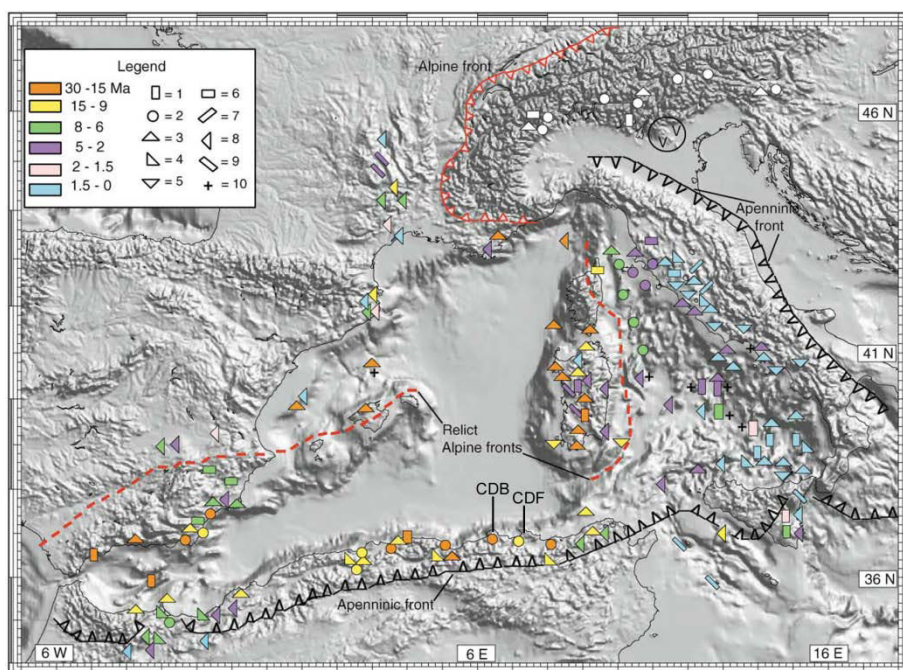 Legend
30 -15 Ma
15 - 9
8 - 6
5 - 2
2 - 1.5
1.5 - 0
= 1
= 2
= 3
= 4
= 5
= 6
= 7
= 8
= 9
= 10
Alpine front
46 N
V
V
Apenninic
front
41 N
Relict
Alpine fronts
CDB
CDF
Apenninic front
36 N
6 W
6 E
16 E